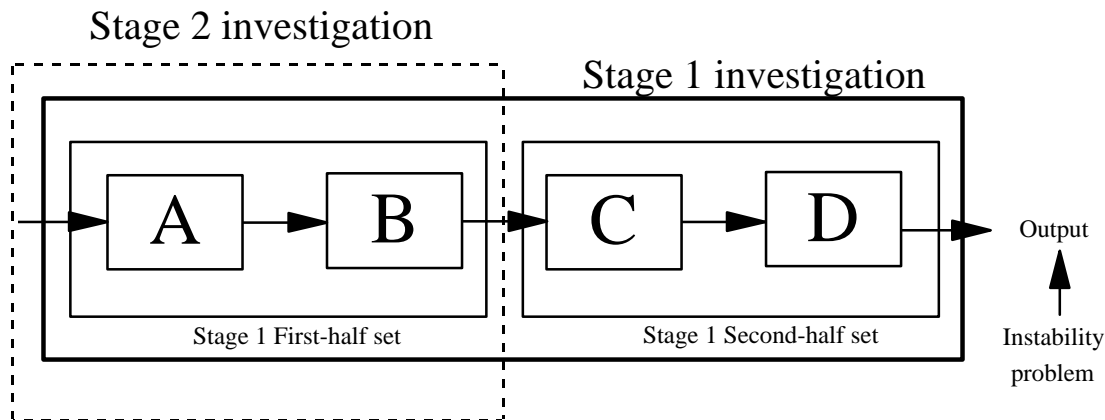 Stage 2 investigation
Stage 1 investigation
A
B
C
D
Output
Stage 1 First-half set
Stage 1 Second-half set
Instability
problem